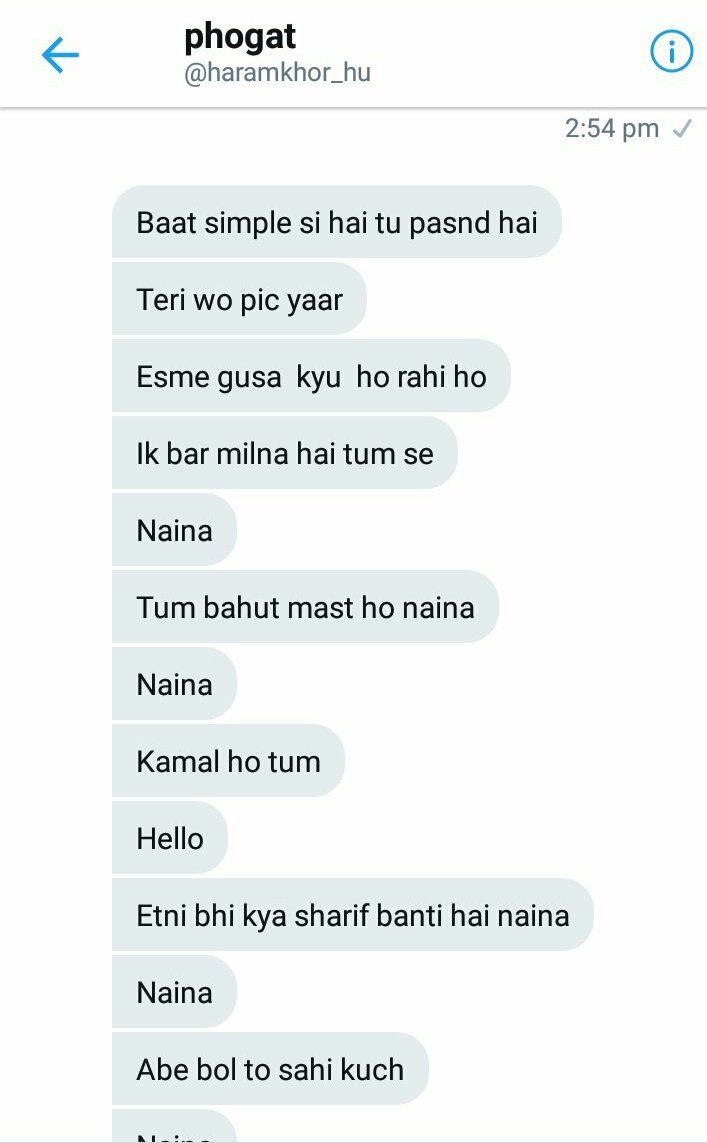 phogat
@haramkhor_hu
2:54 pm ✓
Baat simple si hai tu pasnd hai
Teri wo pic yaar
Esme gusa kyu ho rahi ho
Ik bar milna hai tum se
Naina
Tum bahut mast ho naina
Naina
Kamal ho tum
Hello
Etni bhi kya sharif banti hai naina
Naina
Abe bol to sahi kuch